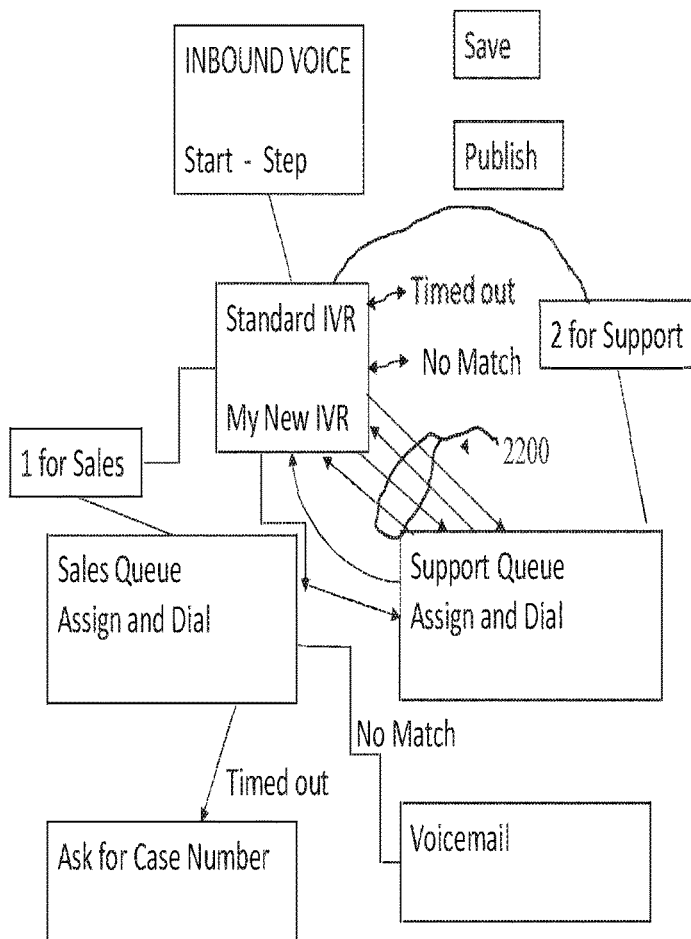 INBOUND VOICE
Start - Step
Save
Publish
Standard IVR
My New IVR
Timed out
No Match
2 for Support
1 for Sales
2200
Sales Queue
Assign and Dial
Support Queue
Assign and Dial
No Match
Timed out
Ask for Case Number
Voicemail